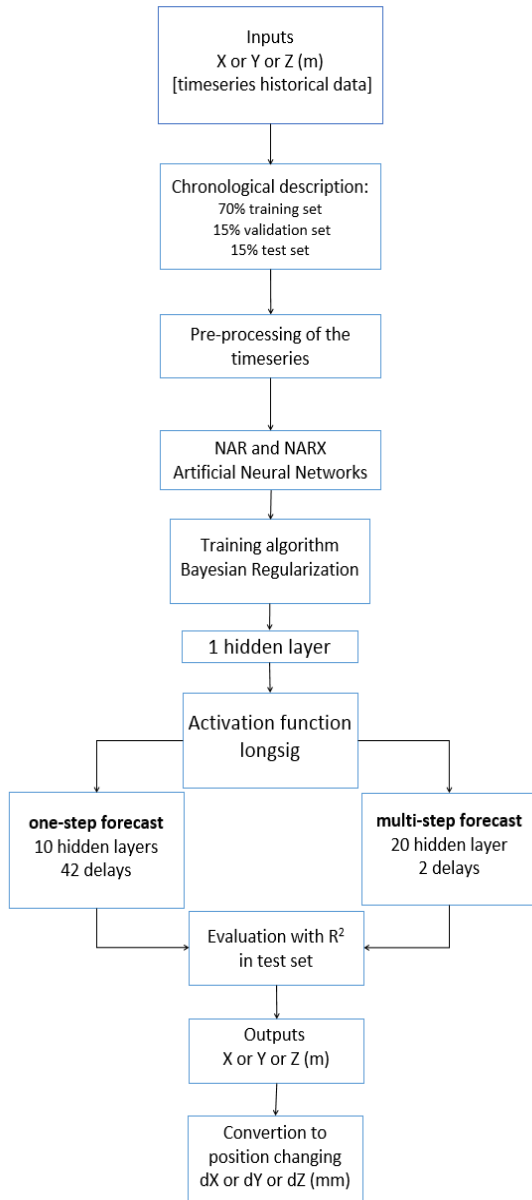 Inputs
X or Y or Z (m)
[timeseries historical data]
Chronological description:
70% training set
15% validation set
15% test set
Pre-processing of the
timeseries
NAR and NARX
Artificial Neural Networks
Training algorithm
Bayesian Regularization
1 hidden layer
Activation function
longsig
one-step forecast
10 hidden layers
42 delays
multi-step forecast
20 hidden layer
2 delays
Evaluation with R²
in test set
Outputs
X or Y or Z (m)
Convertion to
position changing
dX or dY or dZ (mm)